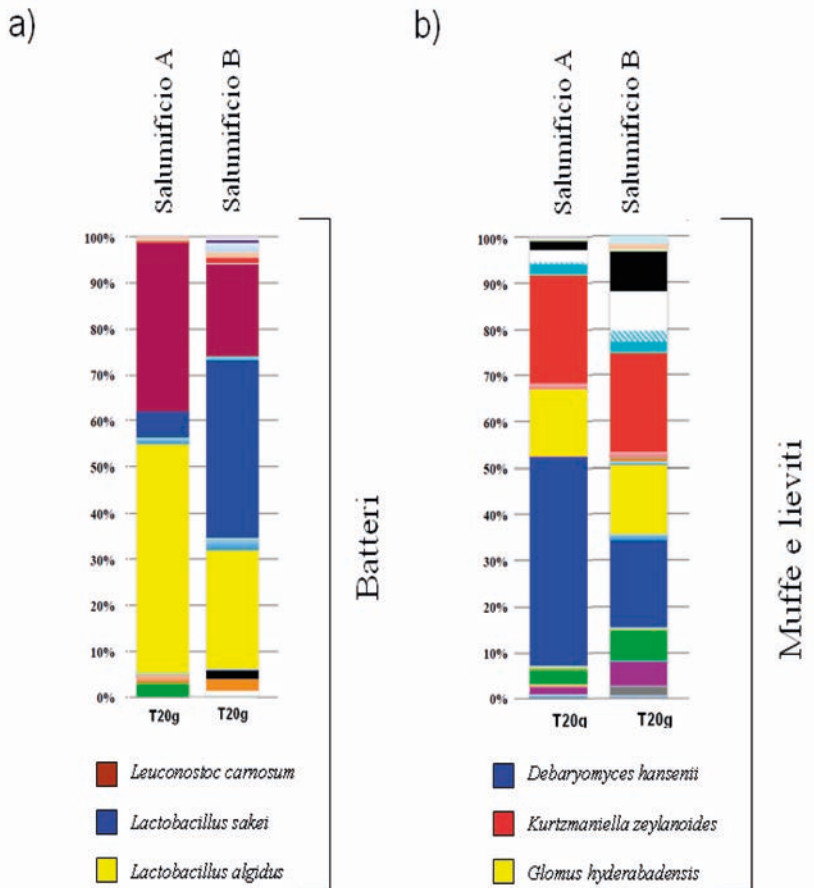 a)
Salumificio A
Salumificio B
100%
90%
80%
70%
60%
50%
40%
30%
20%
10%
0%
T20g
T20g
Batteri
Leuconostoc carnosum
Lactobacillus sakei
Lactobacillus algidus
b)
Salumificio A
Salumificio B
100%
90%
80%
70%
60%
50%
40%
30%
20%
10%
0%
T20g
T20g
Muffe e lieviti
Debaryomyces hansenii
Kurtzmaniella zeylanoides
Glomus hyderabadensis